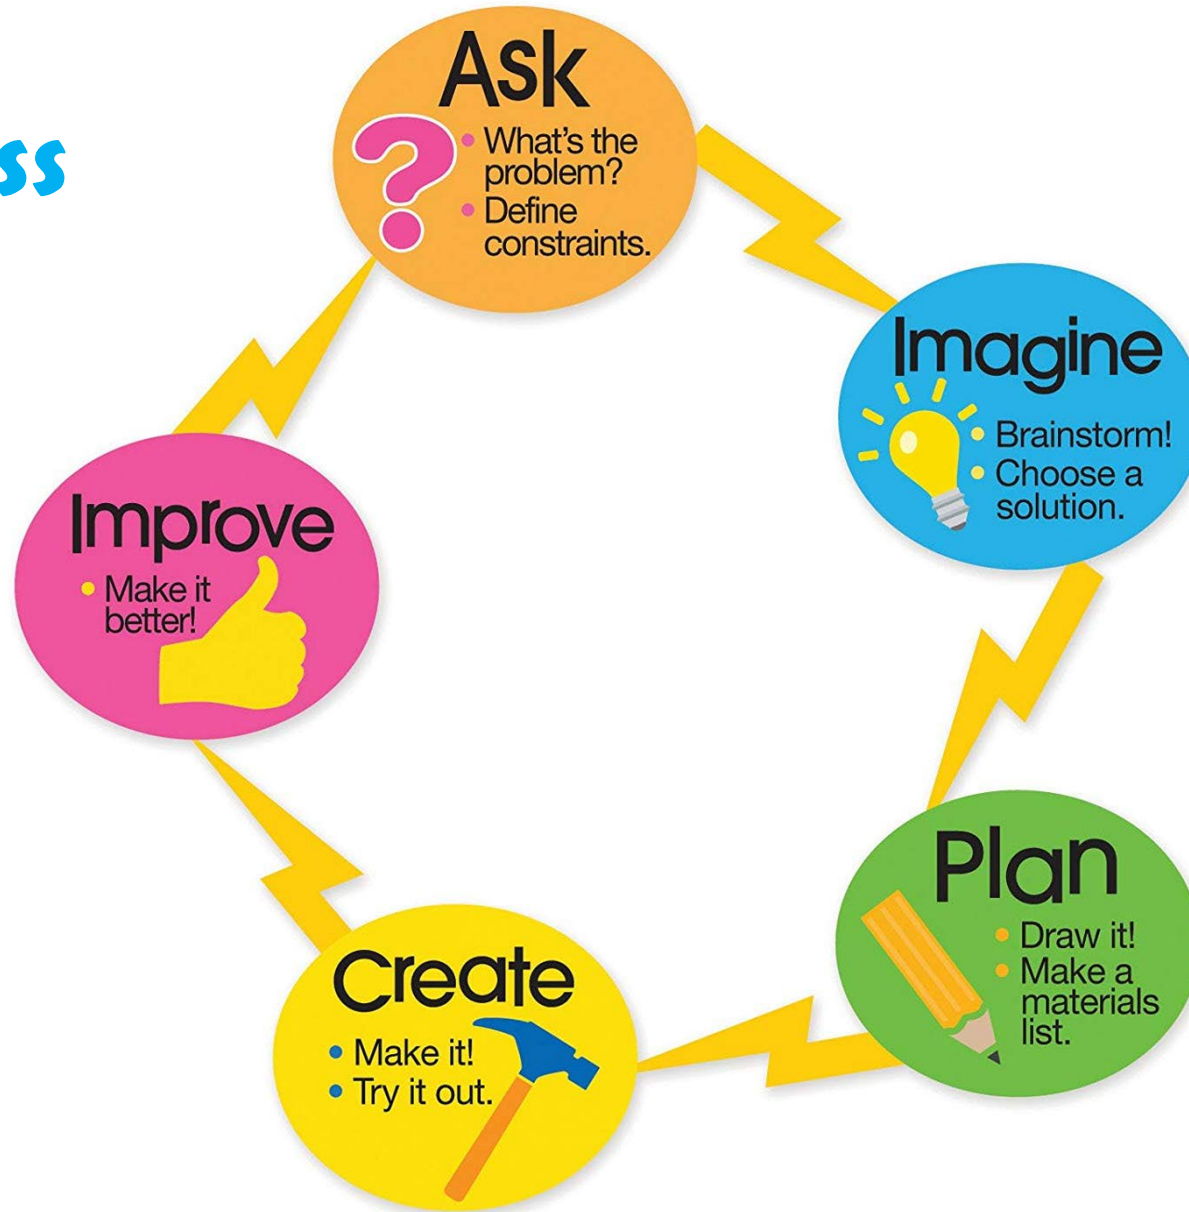 ss
Ask
• What's the
problem?
• Define
constraints.
Imagine
• Brainstorm!
• Choose a
solution.
Plan
• Draw it!
• Make a
materials
list.
Create
• Make it!
• Try it out.
Improve
• Make it
better!